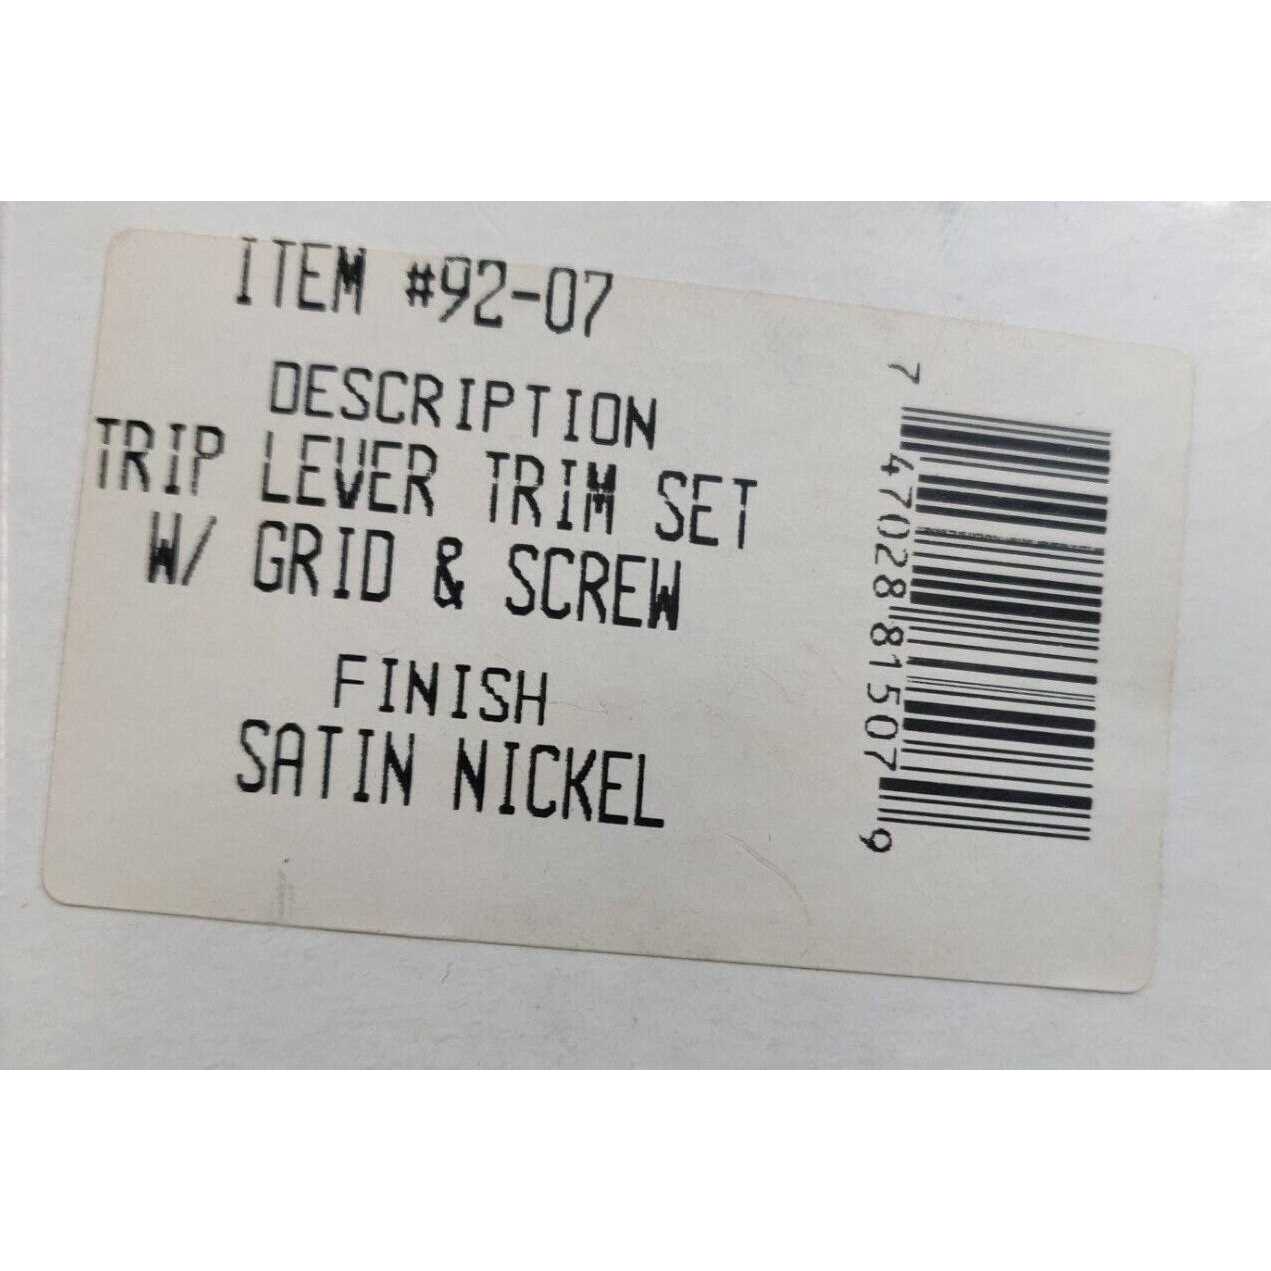 ITEM #92-07
DESCRIPTION
TRIP LEVER TRIM SET
W/ GRID & SCREW
FINISH
SATIN NICKEL
7 47028 81507 9